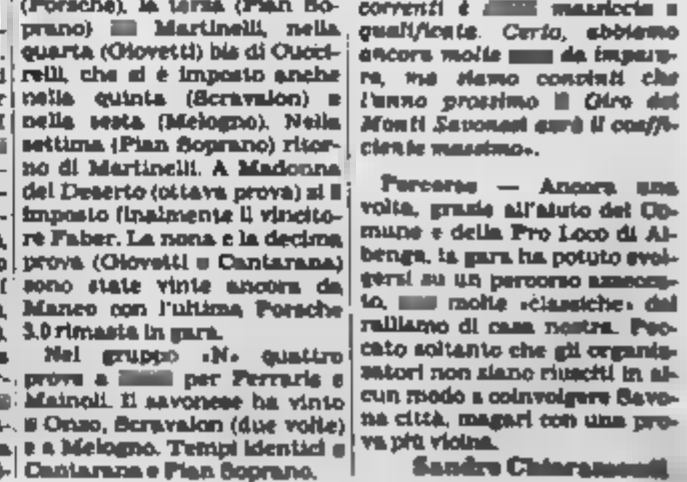 (Porsche), la terza (Pian So-
prano) Martinelli, nella
quarta (Giovetti) bis di Cucci-
relli, che si è imposto anche
nella quinta (Scravaion) e
nella sesta (Melogno). Nella
settima (Pian Soprano) ritor-
no di Martinelli. A Madonna
del Deserto (ottava prova) si è
imposto finalmente il vincito-
re Faber. La nona e la decima
prova (Giovetti e Cantarana)
sono state vinte ancora da
Maneo con l'ultima Porsche
3.0 rimasta in gara.
Nel gruppo «N» quattro
prove a per Ferraris e
Mainoli. Il savonese ha vinto
a Onzo, Scravaion (due volte)
e a Melogno. Tempi identici a
Cantarana e Pian Soprano.
correnti è massiccia e
qualificata. Certo, abbiamo
ancora molte da impara-
re, ma siamo convinti che
l'anno prossimo il Giro dei
Monti Savonesi avrà il coeffi-
ciente massimo».
Percorso — Ancora una
volta, grazie all'aiuto del Co-
mune e della Pro Loco di Al-
benga, la gara ha potuto svol-
gersi su un percorso
molte «classiche» del
rallismo di casa nostra. Pec-
cato soltanto che gli organiz-
zatori non siano riusciti in al-
cun modo a coinvolgere Savo-
na città, magari con una pro-
va più vicina.
Sandro Chiaramonti